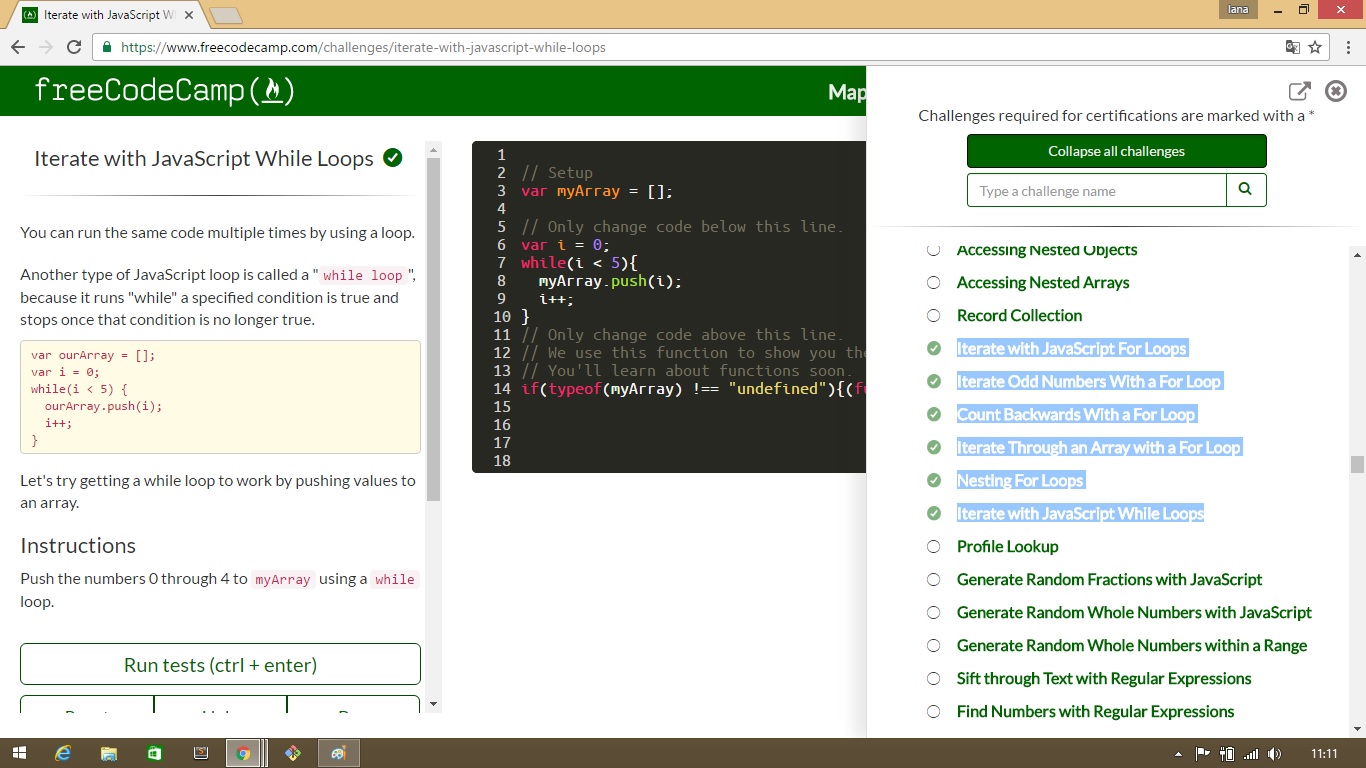 Iterate with JavaScript W
Iana
https://www.freecodecamp.com/challenges/iterate-with-javascript-while-loops
freeCodeCamp(🔥)
Map
Iterate with JavaScript While Loops
You can run the same code multiple times by using a loop.
Another type of JavaScript loop is called a " while loop ",
because it runs "while" a specified condition is true and
stops once that condition is no longer true.
var ourArray = [];
var i = 0;
while(i < 5) {
  ourArray.push(i);
  i++;
}
Let's try getting a while loop to work by pushing values to
an array.
Instructions
Push the numbers 0 through 4 to myArray using a while
loop.
Run tests (ctrl + enter)
1
2 // Setup
3 var myArray = [];
4
5 // Only change code below this line.
6 var i = 0;
7 while(i < 5){
8   myArray.push(i);
9   i++;
10 }
11 // Only change code above this line.
12 // We use this function to show you the
13 // You'll learn about functions soon.
14 if(typeof(myArray) !== "undefined"){(fu
15
16
17
18
Challenges required for certifications are marked with a *
Collapse all challenges
Type a challenge name
Accessing Nested Objects
Accessing Nested Arrays
Record Collection
Iterate with JavaScript For Loops
Iterate Odd Numbers With a For Loop
Count Backwards With a For Loop
Iterate Through an Array with a For Loop
Nesting For Loops
Iterate with JavaScript While Loops
Profile Lookup
Generate Random Fractions with JavaScript
Generate Random Whole Numbers with JavaScript
Generate Random Whole Numbers within a Range
Sift through Text with Regular Expressions
Find Numbers with Regular Expressions
11:11